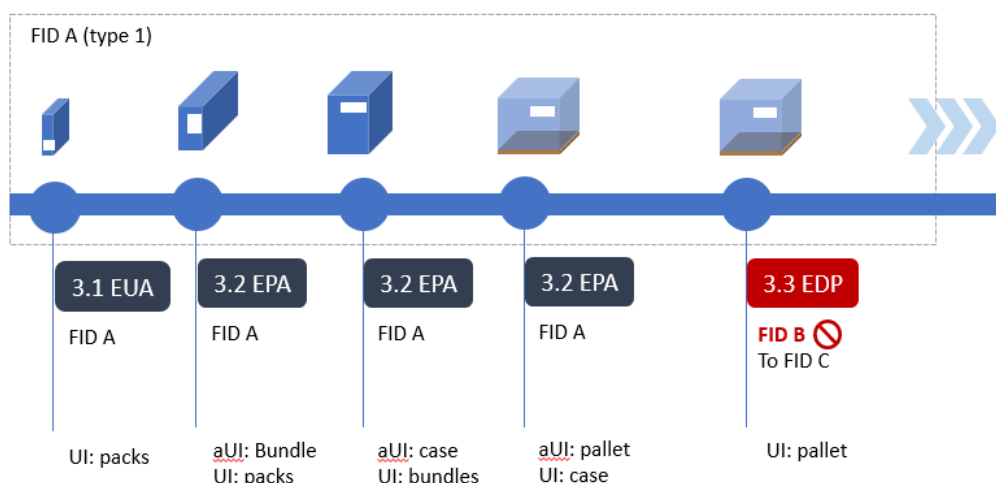 FID A (type 1)
3.1 EUA
3.2 EPA
3.2 EPA
3.2 EPA
3.3 EDP
FID A
FID A
FID A
FID A
FID B
To FID C
UI: packs
aUI: Bundle
UI: packs
aUI: case
UI: bundles
aUI: pallet
UI: case
UI: pallet